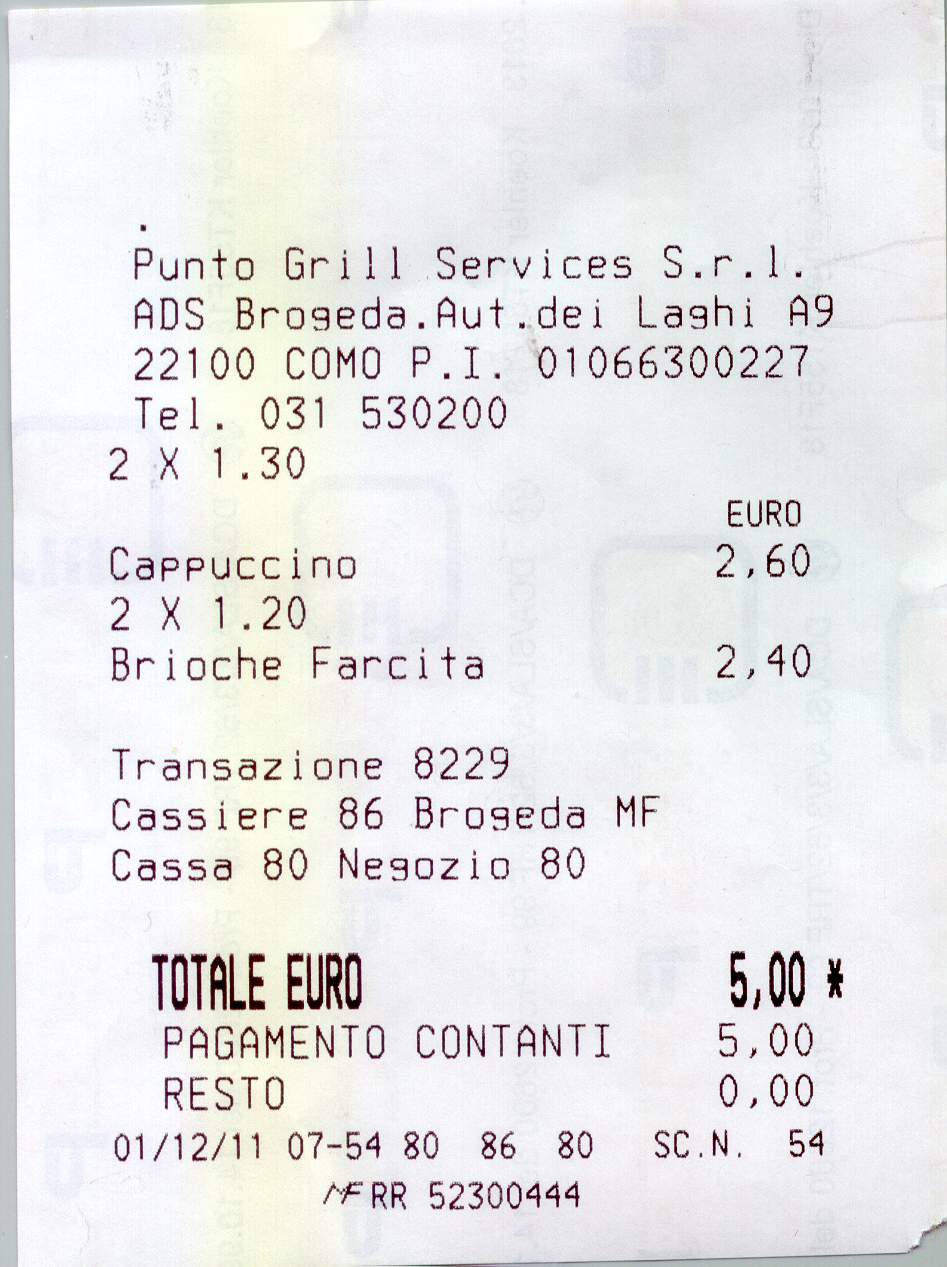 Punto Grill Services S.r.l.
ADS Brogeda.Aut.dei Laghi A9
22100 COMO P.I. 01066300227
Tel. 031 530200
2 X 1.30
EURO
Cappuccino 2,60
2 X 1.20
Brioche Farcita 2,40
Transazione 8229
Cassiere 86 Brogeda MF
Cassa 80 Negozio 80
TOTALE EURO 5,00 *
PAGAMENTO CONTANTI 5,00
RESTO 0,00
01/12/11 07-54 80 86 80 SC.N. 54
MF RR 52300444